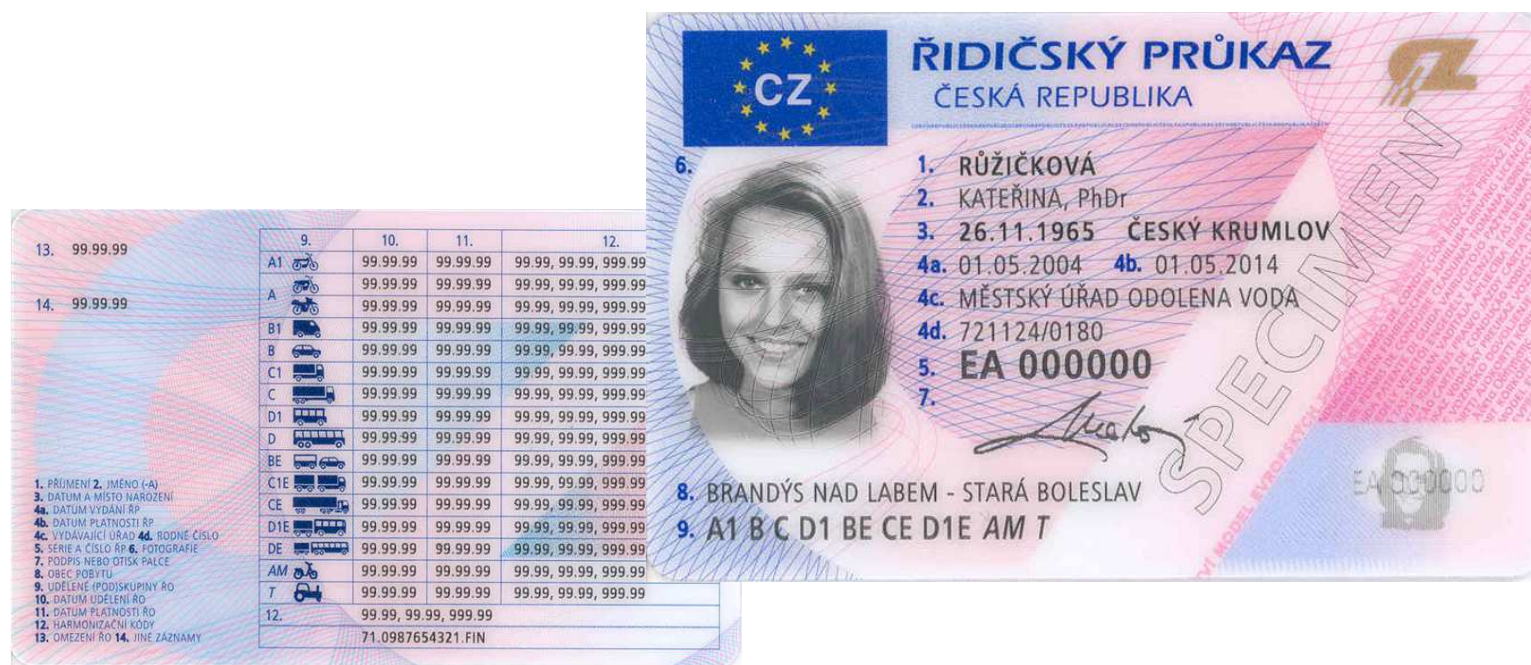 CZ
ŘIDIČSKÝ PRŮKAZ
ČESKÁ REPUBLIKA
CZ
6.
1. RŮŽIČKOVÁ
2. KATEŘINA, PhDr
3. 26.11.1965 ČESKÝ KRUMLOV
4a. 01.05.2004 4b. 01.05.2014
4c. MĚSTSKÝ ÚŘAD ODOLENA VODA
4d. 721124/0180
5. EA 000000
7.
SPECIMEN
EA 000000
8. BRANDÝS NAD LABEM - STARÁ BOLESLAV
9. A1 B C D1 BE CE D1E AM T
13. 99.99.99
14. 99.99.99
9. 10. 11. 12.
A1 99.99.99 99.99.99 99.99, 99.99, 999.99
99.99.99 99.99.99 99.99, 99.99, 999.99
A
99.99.99 99.99.99 99.99, 99.99, 999.99
B1 99.99.99 99.99.99 99.99, 99.99, 999.99
B 99.99.99 99.99.99 99.99, 99.99, 999.99
C1 99.99.99 99.99.99 99.99, 99.99, 999.99
C 99.99.99 99.99.99 99.99, 99.99, 999.99
D1 99.99.99 99.99.99 99.99, 99.99, 999.99
D 99.99.99 99.99.99 99.99, 99.99, 999.99
BE 99.99.99 99.99.99 99.99, 99.99, 999.99
C1E 99.99.99 99.99.99 99.99, 99.99, 999.99
CE 99.99.99 99.99.99 99.99, 99.99, 999.99
D1E 99.99.99 99.99.99 99.99, 99.99, 999.99
DE 99.99.99 99.99.99 99.99, 99.99, 999.99
AM 99.99.99 99.99.99 99.99, 99.99, 999.99
T 99.99.99 99.99.99 99.99, 99.99, 999.99
12. 99.99, 99.99, 999.99
71.0987654321.FIN
1. PŘÍJMENÍ 2. JMÉNO (-A)
3. DATUM A MÍSTO NAROZENÍ
4a. DATUM VYDÁNÍ ŘP
4b. DATUM PLATNOSTI ŘP
4c. VYDÁVAJÍCÍ ÚŘAD 4d. RODNÉ ČÍSLO
5. SÉRIE A ČÍSLO ŘP 6. FOTOGRAFIE
7. PODPIS NEBO OTISK PALCE
8. OBEC POBYTU
9. UDĚLENÉ (POD)SKUPINY ŘO
10. DATUM UDĚLENÍ ŘO
11. DATUM PLATNOSTI ŘO
12. HARMONIZAČNÍ KÓDY
13. OMEZENÍ ŘO 14. JINÉ ZÁZNAMY